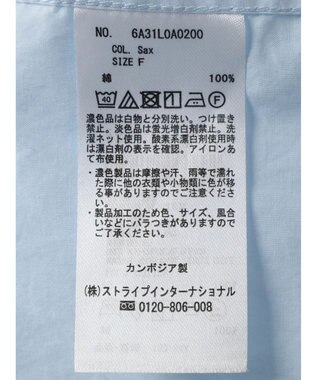 NO. 6A31L0A0200
COL. Sax
SIZE F
綿 100%
40
F
濃色品は白物と分別洗い。つけ置き
禁止。淡色品は蛍光増白剤禁止。洗
濯ネット使用。酸素系漂白剤使用時
は漂白剤の表示を確認。アイロンあ
て布使用。
・濃色製品は摩擦や汗、雨等で濡れ
た際に他の衣類や小物類に色が移
る事がありますのでご注意くださ
い。
・製品加工のため色、サイズ、風合
いなどにバラつきがありますので
ご了承ください。
カンボジア製
(株)ストライプインターナショナル
0120-806-008